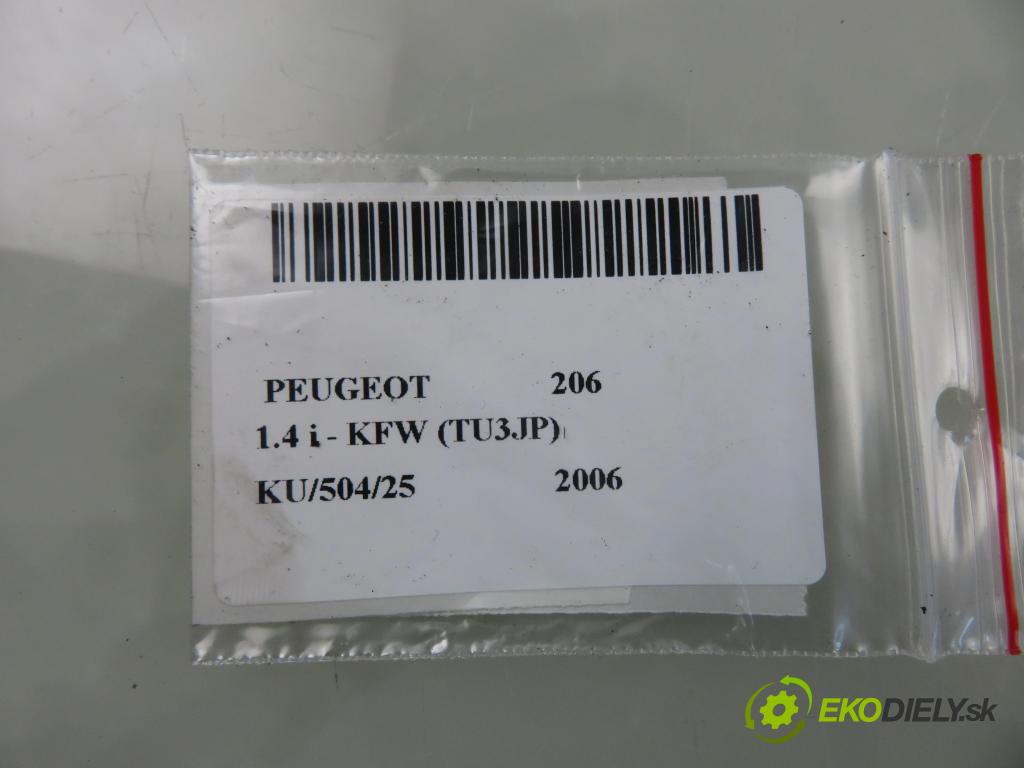 PEUGEOT 206
1.4 i - KFW (TU3JP)
KU/504/25 2006
EKODIELY.sk